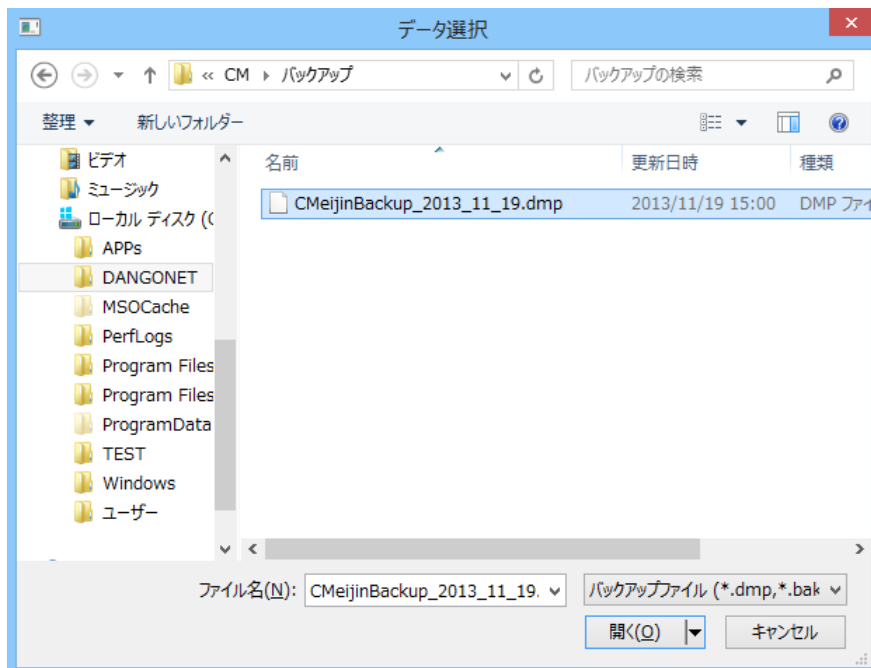 データ選択
« CM バックアップ
バックアップの検索
整理 新しいフォルダー
ビデオ
ミュージック
ローカル ディスク (C
APPs
DANGONET
MSOCache
PerfLogs
Program Files
Program Files
ProgramData
TEST
Windows
ユーザー
名前 更新日時 種類
CMeijinBackup_2013_11_19.dmp 2013/11/19 15:00 DMP ファイ
ファイル名(N): CMeijinBackup_2013_11_19. バックアップファイル (*.dmp,*.bak
開く(O) キャンセル